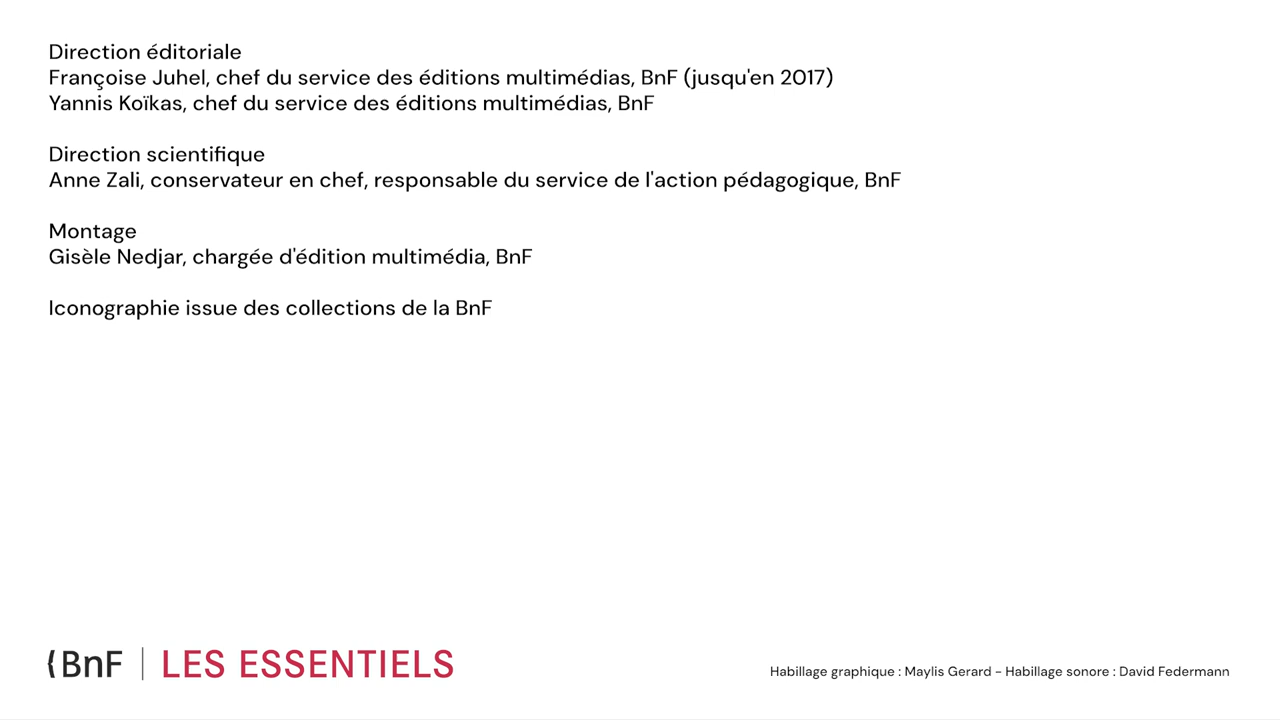 Direction éditoriale
Françoise Juhel, chef du service des éditions multimédias, BnF (jusqu'en 2017)
Yannis Koïkas, chef du service des éditions multimédias, BnF
Direction scientifique
Anne Zali, conservateur en chef, responsable du service de l'action pédagogique, BnF
Montage
Gisèle Nedjar, chargée d'édition multimédia, BnF
Iconographie issue des collections de la BnF
BnF | LES ESSENTIELS
Habillage graphique : Maylis Gerard - Habillage sonore : David Federmann